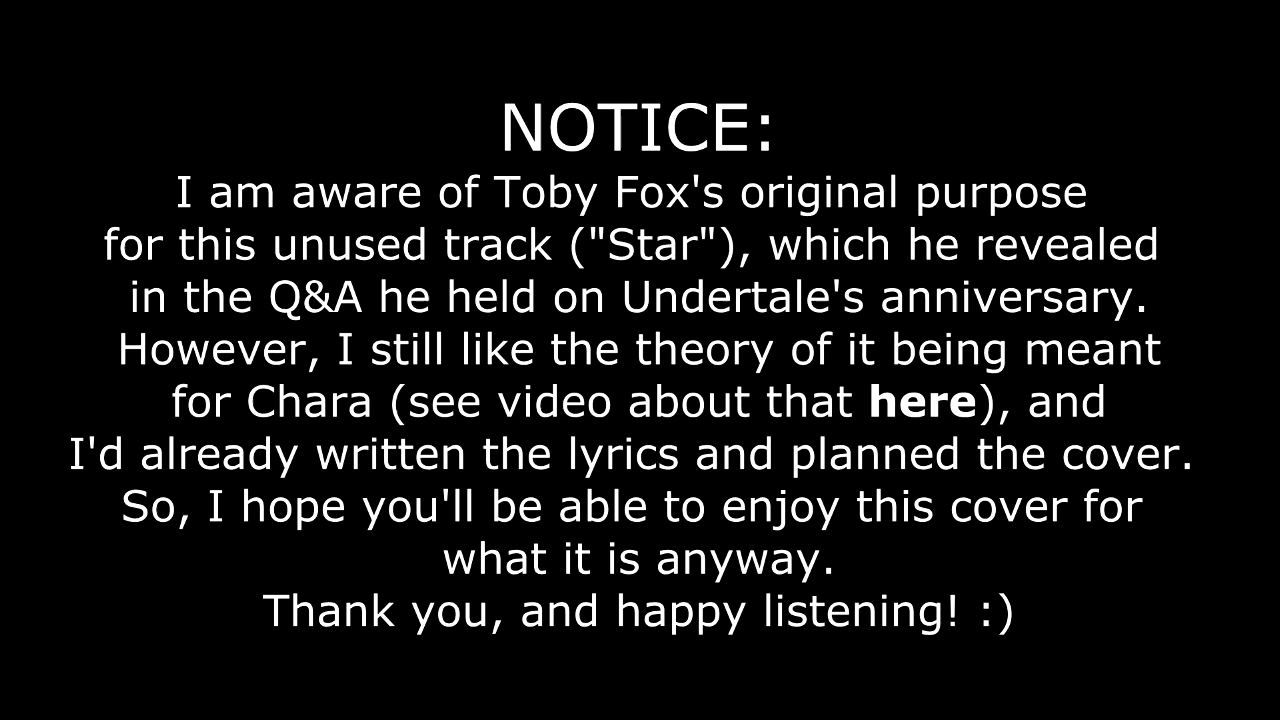 NOTICE:
I am aware of Toby Fox's original purpose
for this unused track ("Star"), which he revealed
in the Q&A he held on Undertale's anniversary.
However, I still like the theory of it being meant
for Chara (see video about that here), and
I'd already written the lyrics and planned the cover.
So, I hope you'll be able to enjoy this cover for
what it is anyway.
Thank you, and happy listening! :)